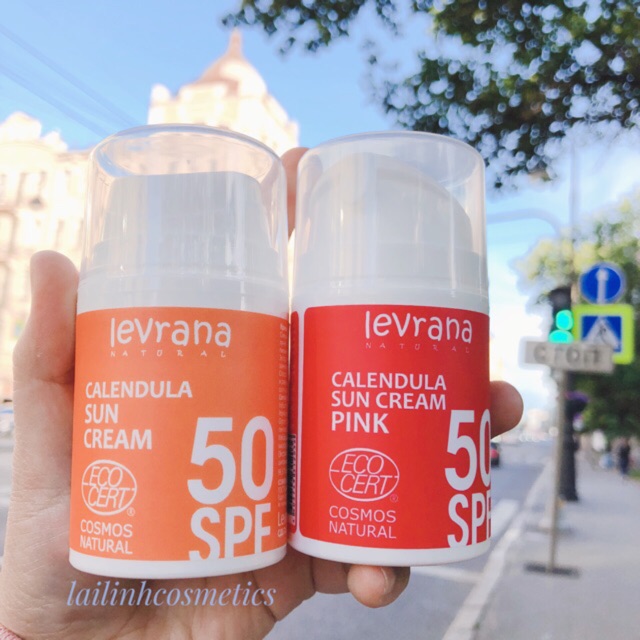 levrana
NATURAL
CALENDULA
SUN
CREAM
50
SPF
ECO
CERT
®
COSMOS
NATURAL
levrana
NATURAL
CALENDULA
SUN CREAM
PINK
50
SPF
ECO
CERT
®
COSMOS
NATURAL
СТОП
lailinhcosmetics